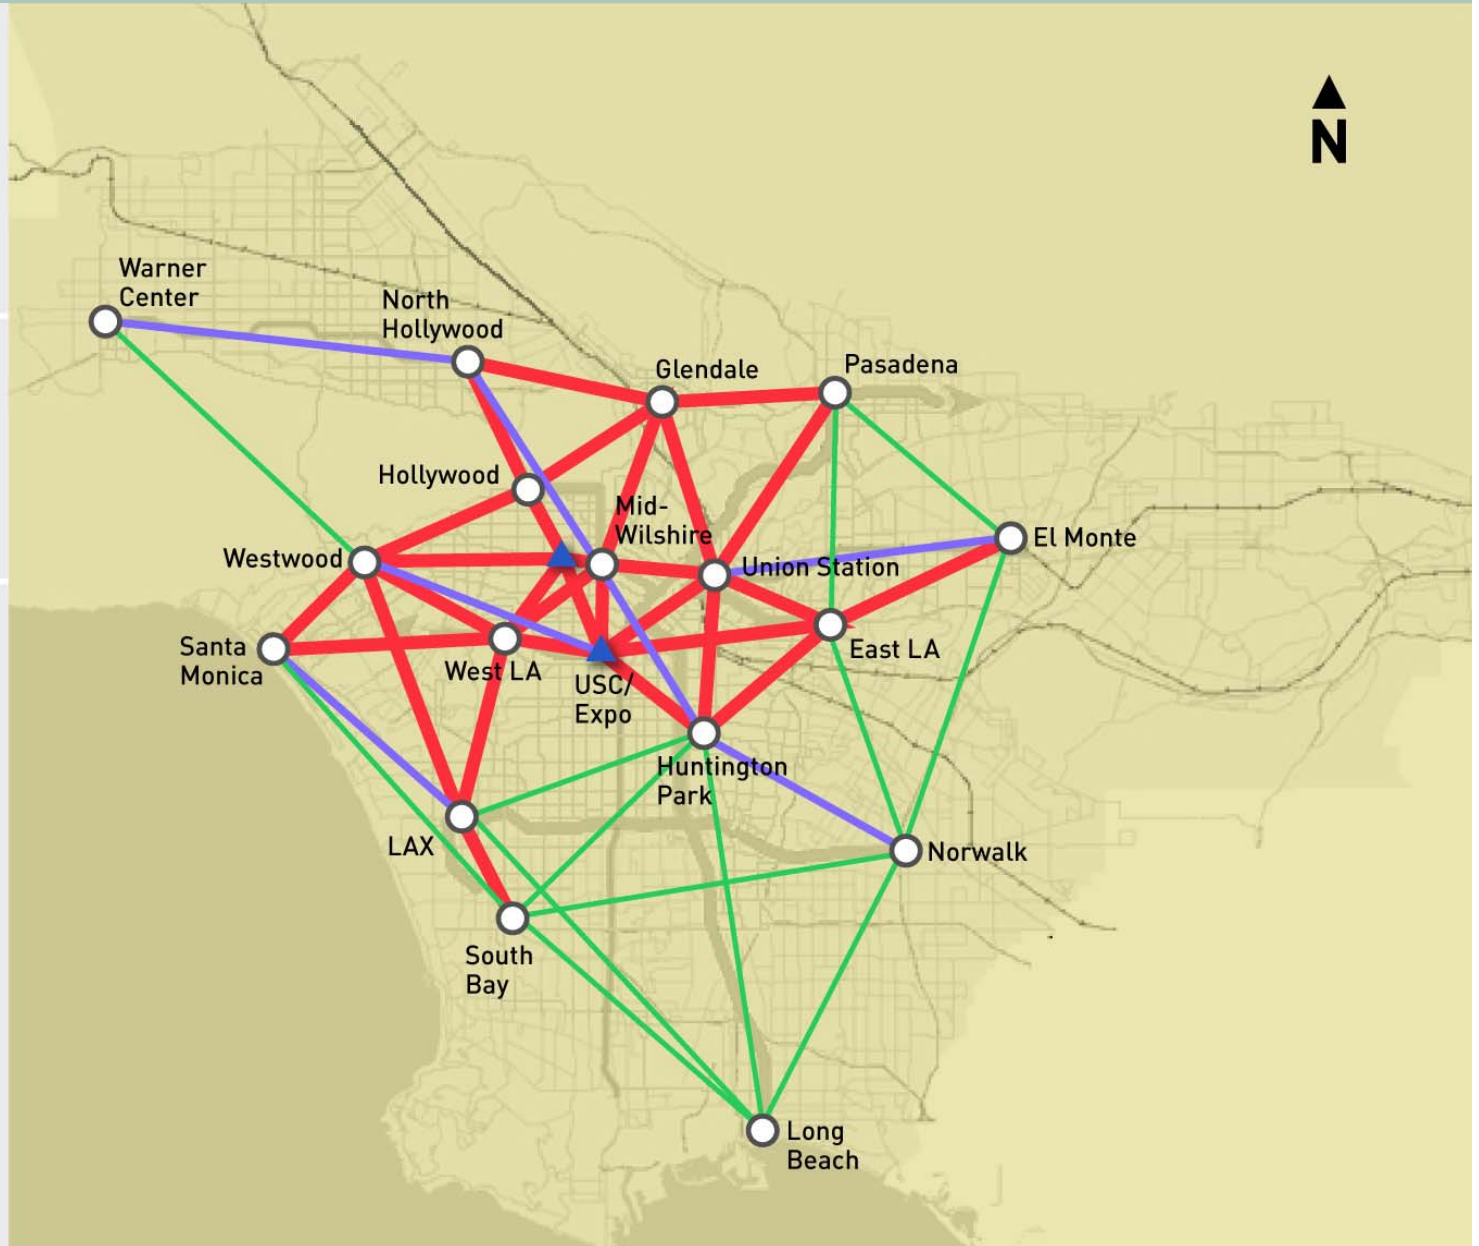 N
Warner
Center
North
Hollywood
Glendale
Pasadena
Hollywood
Mid-
Wilshire
El Monte
Westwood
Union Station
Santa
Monica
West LA
East LA
USC/
Expo
Huntington
Park
LAX
Norwalk
South
Bay
Long
Beach